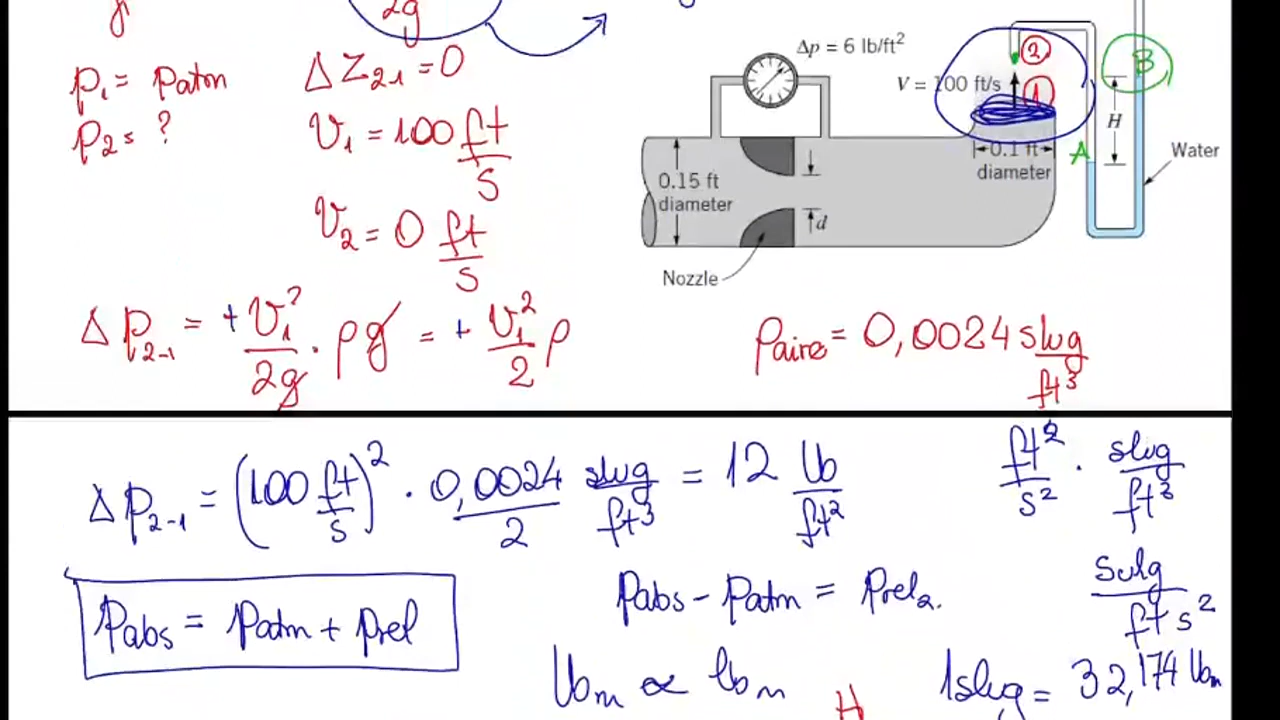 γ
2g
p₁ = patm
ΔZ₂₋₁ = 0
p₂ = ?
v₁ = 100 ft/s
v₂ = 0 ft/s
Δp = 6 lb/ft²
V = 100 ft/s
2
1
B
H
A
0.1 ft
diameter
Water
0.15 ft
diameter
d
Nozzle
Δp₂₋₁ = + v₁²/2g · ρg = + v₁²/2 ρ
ρaire = 0,0024 slug/ft³
Δp₂₋₁ = (100 ft/s)² · 0,0024/2 slug/ft³ = 12 lb/ft²
ft²/s² · slug/ft³
Pabs = Patm + Prel
Pabs - Patm = Prel₂.
sulg/ft s²
lbm ∝ lbm
1slug = 32,174 lbm
H